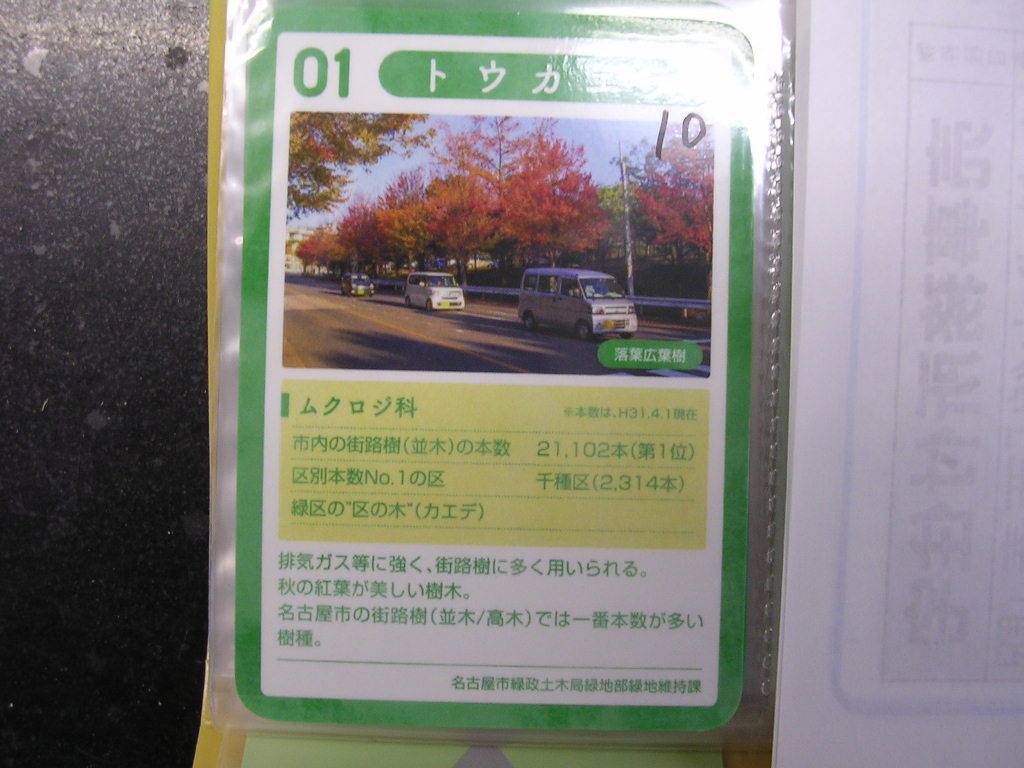 01 トウカエ
10
落葉広葉樹
ムクロジ科 ※本数は、H31.4.1現在
市内の街路樹(並木)の本数 21,102本(第1位)
区別本数No.1の区 千種区(2,314本)
緑区の"区の木"(カエデ)
排気ガス等に強く、街路樹に多く用いられる。
秋の紅葉が美しい樹木。
名古屋市の街路樹(並木/高木)では一番本数が多い
樹種。
名古屋市緑政土木局緑地部緑地維持課